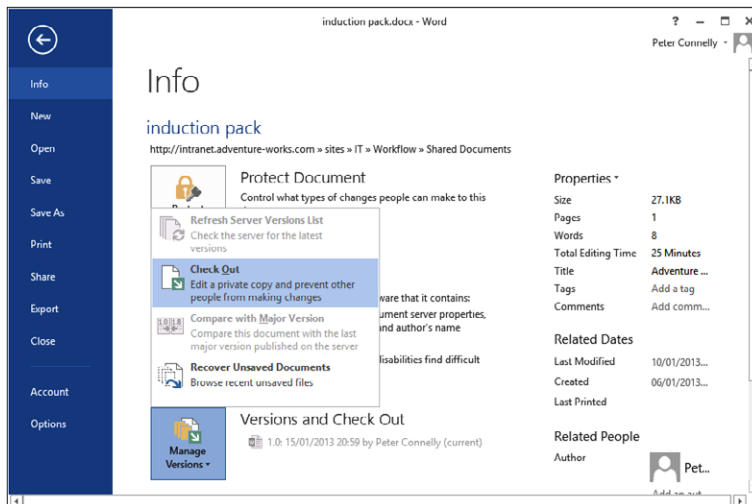 induction pack.docx - Word
?
Peter Connelly
Info
New
Open
Save
Save As
Print
Share
Export
Close
Account
Options
Info
induction pack
http://intranet.adventure-works.com » sites » IT » Workflow » Shared Documents
Protect Document
Control what types of changes people can make to this
Refresh Server Versions List
Check the server for the latest
versions
Check Out
Edit a private copy and prevent other
people from making changes
Compare with Major Version
Compare this document with the last
major version published on the server
Recover Unsaved Documents
Browse recent unsaved files
ware that it contains:
ument server properties,
and author's name
isabilities find difficult
Manage
Versions
Versions and Check Out
1.0: 15/01/2013 20:59 by Peter Connelly (current)
Properties
Size 27.1KB
Pages 1
Words 8
Total Editing Time 25 Minutes
Title Adventure ...
Tags Add a tag
Comments Add comm...
Related Dates
Last Modified 10/01/2013...
Created 06/01/2013...
Last Printed
Related People
Author Pet...